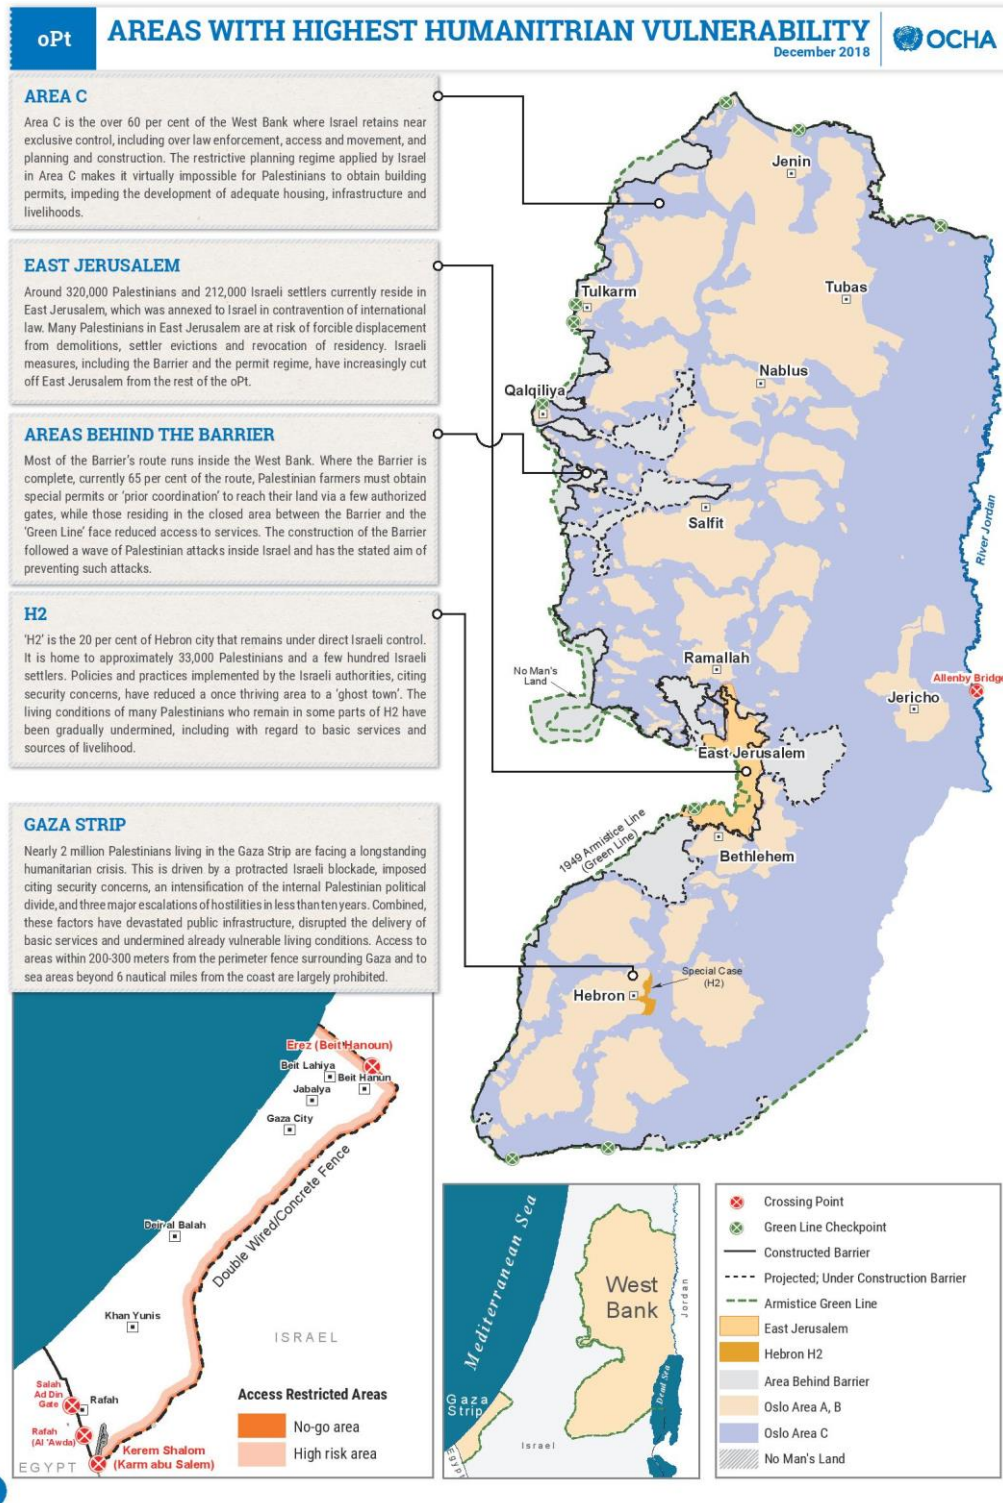 oPt
AREAS WITH HIGHEST HUMANITRIAN VULNERABILITY
December 2018
OCHA
AREA C
Area C is the over 60 per cent of the West Bank where Israel retains near
exclusive control, including over law enforcement, access and movement, and
planning and construction. The restrictive planning regime applied by Israel
in Area C makes it virtually impossible for Palestinians to obtain building
permits, impeding the development of adequate housing, infrastructure and
livelihoods.
EAST JERUSALEM
Around 320,000 Palestinians and 212,000 Israeli settlers currently reside in
East Jerusalem, which was annexed to Israel in contravention of international
law. Many Palestinians in East Jerusalem are at risk of forcible displacement
from demolitions, settler evictions and revocation of residency. Israeli
measures, including the Barrier and the permit regime, have increasingly cut
off East Jerusalem from the rest of the oPt.
AREAS BEHIND THE BARRIER
Most of the Barrier's route runs inside the West Bank. Where the Barrier is
complete, currently 65 per cent of the route, Palestinian farmers must obtain
special permits or 'prior coordination' to reach their land via a few authorized
gates, while those residing in the closed area between the Barrier and the
'Green Line' face reduced access to services. The construction of the Barrier
followed a wave of Palestinian attacks inside Israel and has the stated aim of
preventing such attacks.
H2
'H2' is the 20 per cent of Hebron city that remains under direct Israeli control.
It is home to approximately 33,000 Palestinians and a few hundred Israeli
settlers. Policies and practices implemented by the Israeli authorities, citing
security concerns, have reduced a once thriving area to a 'ghost town'. The
living conditions of many Palestinians who remain in some parts of H2 have
been gradually undermined, including with regard to basic services and
sources of livelihood.
GAZA STRIP
Nearly 2 million Palestinians living in the Gaza Strip are facing a longstanding
humanitarian crisis. This is driven by a protracted Israeli blockade, imposed
citing security concerns, an intensification of the internal Palestinian political
divide, and three major escalations of hostilities in less than ten years. Combined,
these factors have devastated public infrastructure, disrupted the delivery of
basic services and undermined already vulnerable living conditions. Access to
areas within 200-300 meters from the perimeter fence surrounding Gaza and to
sea areas beyond 6 nautical miles from the coast are largely prohibited.
Jenin
Tulkarm
Tubas
Nablus
Qalqiliya
Salfit
River Jordan
Ramallah
No Man's
Land
Allenby Bridge
Jericho
East Jerusalem
1949 Armistice Line
(Green Line)
Bethlehem
Special Case
(H2)
Hebron
Erez (Beit Hanoun)
Beit Lahiya
Beit Hanun
Jabalya
Gaza City
Double Wired/Concrete Fence
Deir al Balah
Khan Yunis
ISRAEL
Salah
Ad Din
Gate
Rafah
Rafah
(Al 'Awda)
Kerem Shalom
(Karm abu Salem)
EGYPT
Access Restricted Areas
No-go area
High risk area
Mediterranean Sea
West
Bank
Jordan
Dead Sea
Gaza
Strip
Israel
Egypt
Crossing Point
Green Line Checkpoint
Constructed Barrier
Projected; Under Construction Barrier
Armistice Green Line
East Jerusalem
Hebron H2
Area Behind Barrier
Oslo Area A, B
Oslo Area C
No Man's Land